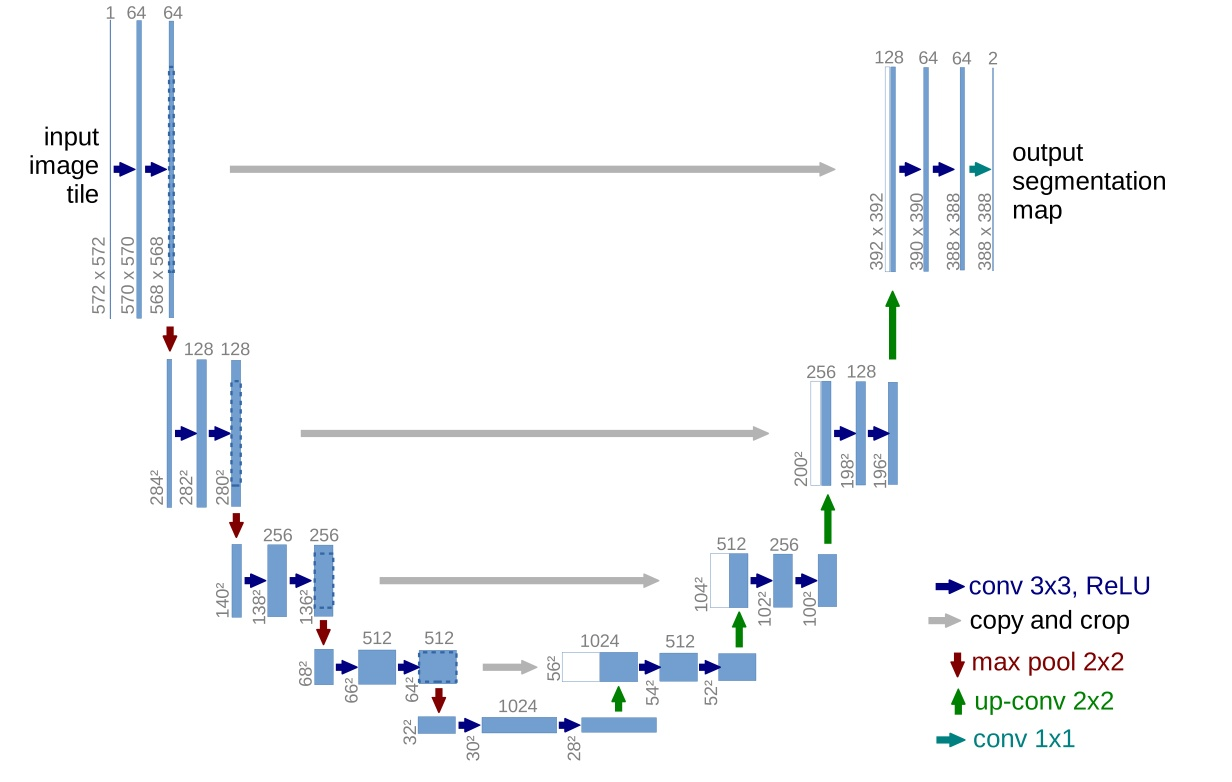 1 64 64
128 64 64 2
input
image
tile
output
segmentation
map
572 x 572
570 x 570
568 x 568
392 x 392
390 x 390
388 x 388
388 x 388
128 128
256 128
284²
282²
280²
200²
198²
196²
256 256
512 256
140²
138²
136²
104²
102²
100²
512 512
1024 512
68²
66²
64²
56²
54²
52²
1024
32²
30²
28²
conv 3x3, ReLU
copy and crop
max pool 2x2
up-conv 2x2
conv 1x1